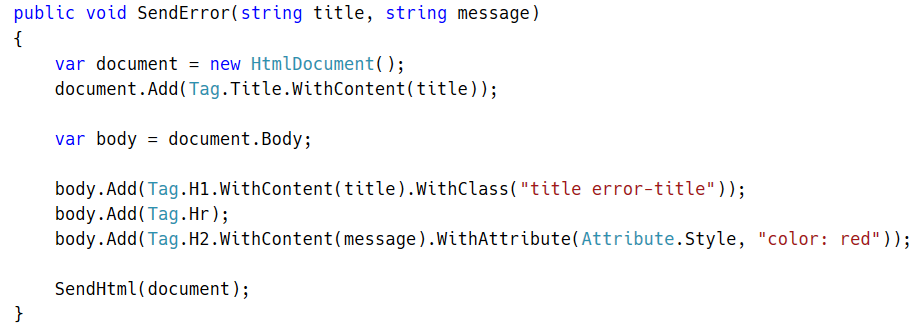 public void SendError(string title, string message)
{
    var document = new HtmlDocument();
    document.Add(Tag.Title.WithContent(title));

    var body = document.Body;

    body.Add(Tag.H1.WithContent(title).WithClass("title error-title"));
    body.Add(Tag.Hr);
    body.Add(Tag.H2.WithContent(message).WithAttribute(Attribute.Style, "color: red"));

    SendHtml(document);
}